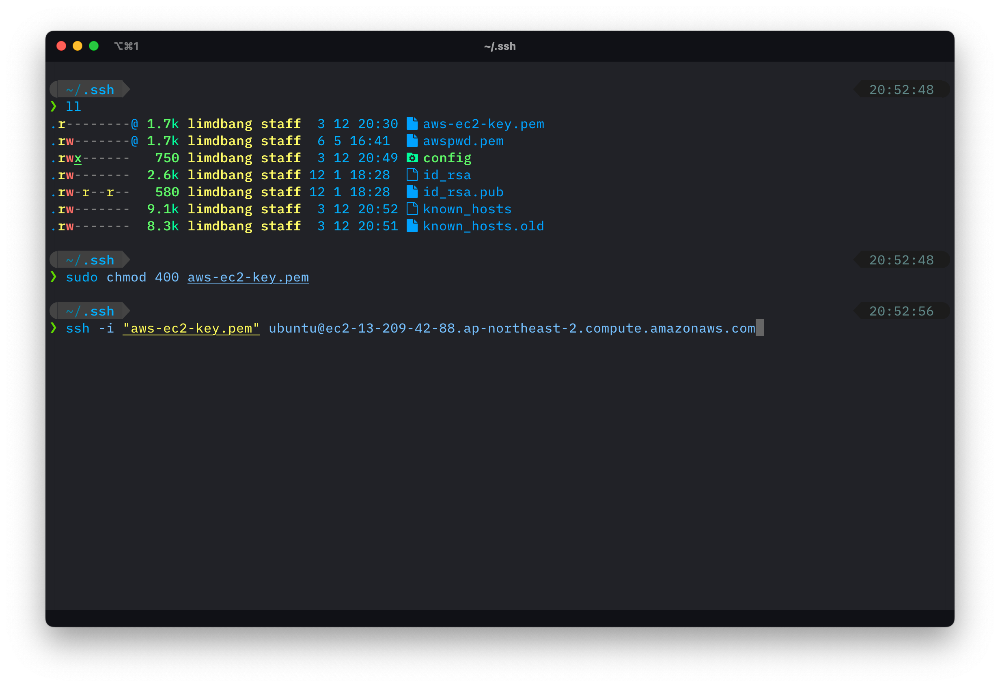 ⌥⌘1 ~/.ssh
~/.ssh 20:52:48
❯ ll
.r--------@ 1.7k limdbang staff  3 12 20:30 aws-ec2-key.pem
.rw-------@ 1.7k limdbang staff  6 5 16:41 awspwd.pem
.rwx------   750 limdbang staff  3 12 20:49 config
.rw-------  2.6k limdbang staff 12 1 18:28 id_rsa
.rw-r--r--   580 limdbang staff 12 1 18:28 id_rsa.pub
.rw-------  9.1k limdbang staff  3 12 20:52 known_hosts
.rw-------  8.3k limdbang staff  3 12 20:51 known_hosts.old
~/.ssh 20:52:48
❯ sudo chmod 400 aws-ec2-key.pem
~/.ssh 20:52:56
❯ ssh -i "aws-ec2-key.pem" ubuntu@ec2-13-209-42-88.ap-northeast-2.compute.amazonaws.com